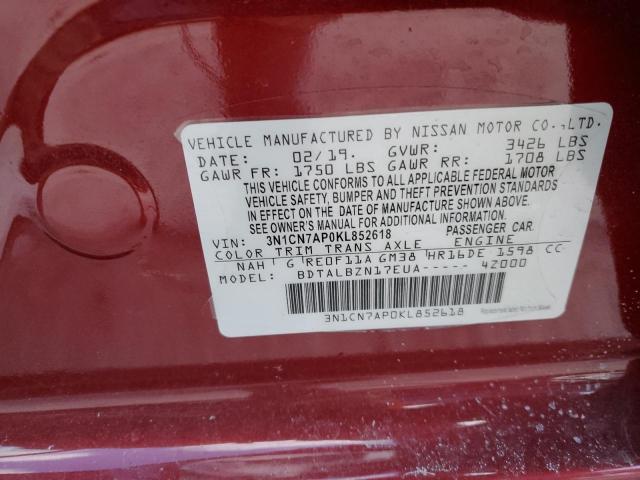 VEHICLE MANUFACTURED BY NISSAN MOTOR CO.,LTD.
DATE: 02/19. GVWR: 3426 LBS
GAWR FR: 1750 LBS GAWR RR: 1708 LBS
THIS VEHICLE CONFORMS TO ALL APPLICABLE FEDERAL MOTOR
VEHICLE SAFETY, BUMPER AND THEFT PREVENTION STANDARDS
IN EFFECT ON THE DATE OF MANUFACTURE SHOWN ABOVE.
SEE OWNER'S MANUAL FOR ADDITIONAL INFORMATION.
VIN: 3N1CN7AP0KL852618 PASSENGER CAR.
COLOR TRIM TRANS AXLE ENGINE
NAH G RE0F11A GM38 HR16DE 1598 CC
MODEL: BDTALBZN17EUA----- 42000
3N1CN7AP0KL852618